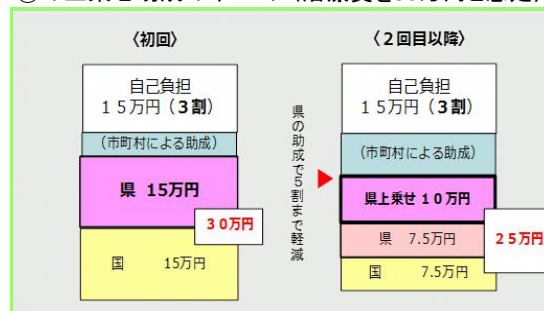 〈初回〉
自己負担
１５万円（３割）
（市町村による助成）
県 15万円
３０万円
国 15万円
県の助成で５割まで軽減
〈２回目以降〉
自己負担
１５万円（３割）
（市町村による助成）
県上乗せ１０万円
県 7.5万円
２５万円
国 7.5万円